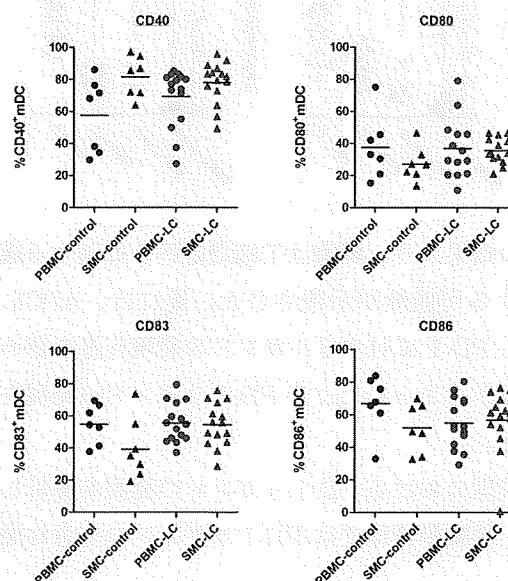 CD40
%CD40+mDC
100
80
60
40
20
0
PBMC-control
SMC-control
PBMC-LC
SMC-LC
CD80
%CD80+mDC
100
80
60
40
20
0
PBMC-control
SMC-control
PBMC-LC
SMC-LC
CD83
%CD83+mDC
100
80
60
40
20
0
PBMC-control
SMC-control
PBMC-LC
SMC-LC
CD86
%CD86+mDC
100
80
60
40
20
0
PBMC-control
SMC-control
PBMC-LC
SMC-LC